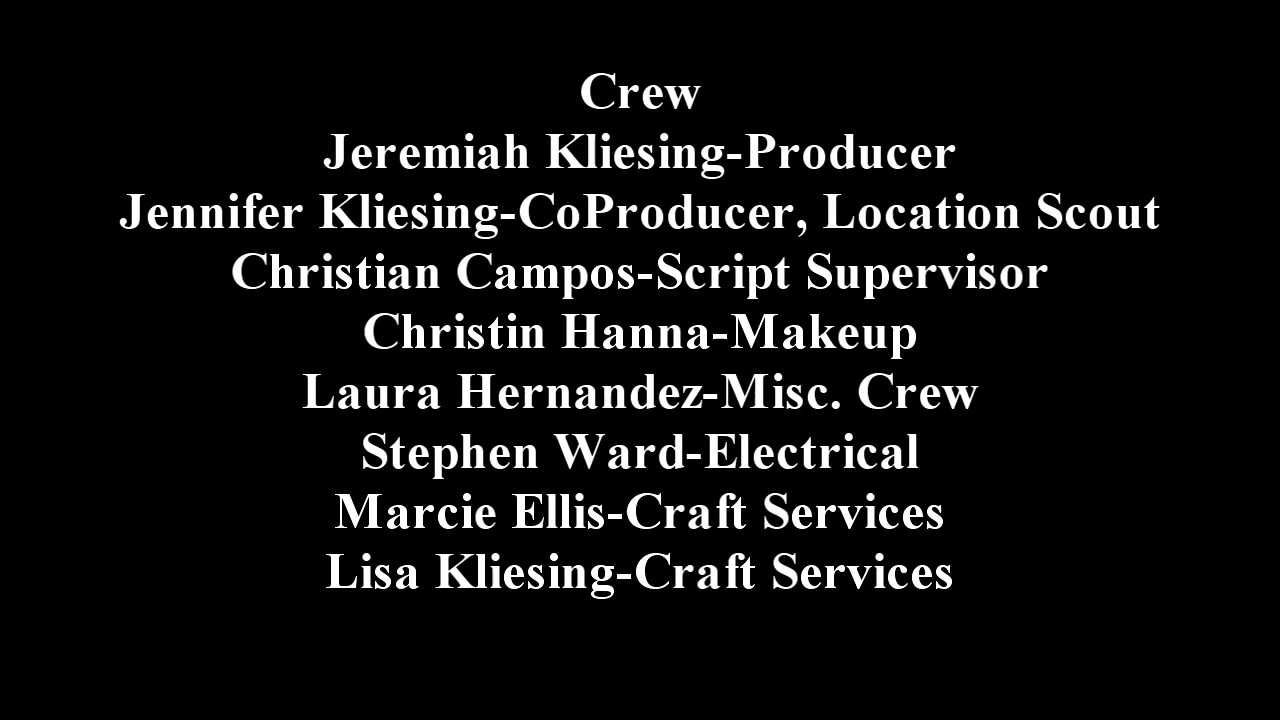 Crew
Jeremiah Kliesing-Producer
Jennifer Kliesing-CoProducer, Location Scout
Christian Campos-Script Supervisor
Christin Hanna-Makeup
Laura Hernandez-Misc. Crew
Stephen Ward-Electrical
Marcie Ellis-Craft Services
Lisa Kliesing-Craft Services